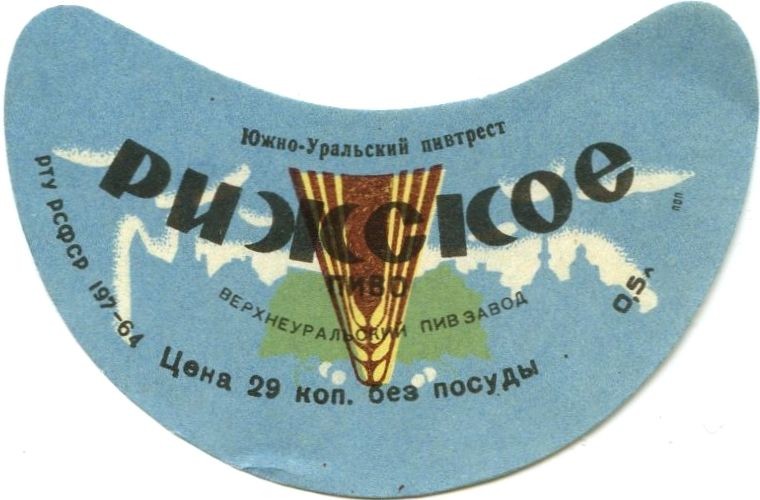 Южно-Уральский пивтрест
Рижское
пиво
ВЕРХНЕУРАЛЬСКИЙ ПИВЗАВОД
РТУ РСФСР 197-64
0,5 л
Цена 29 коп. без посуды